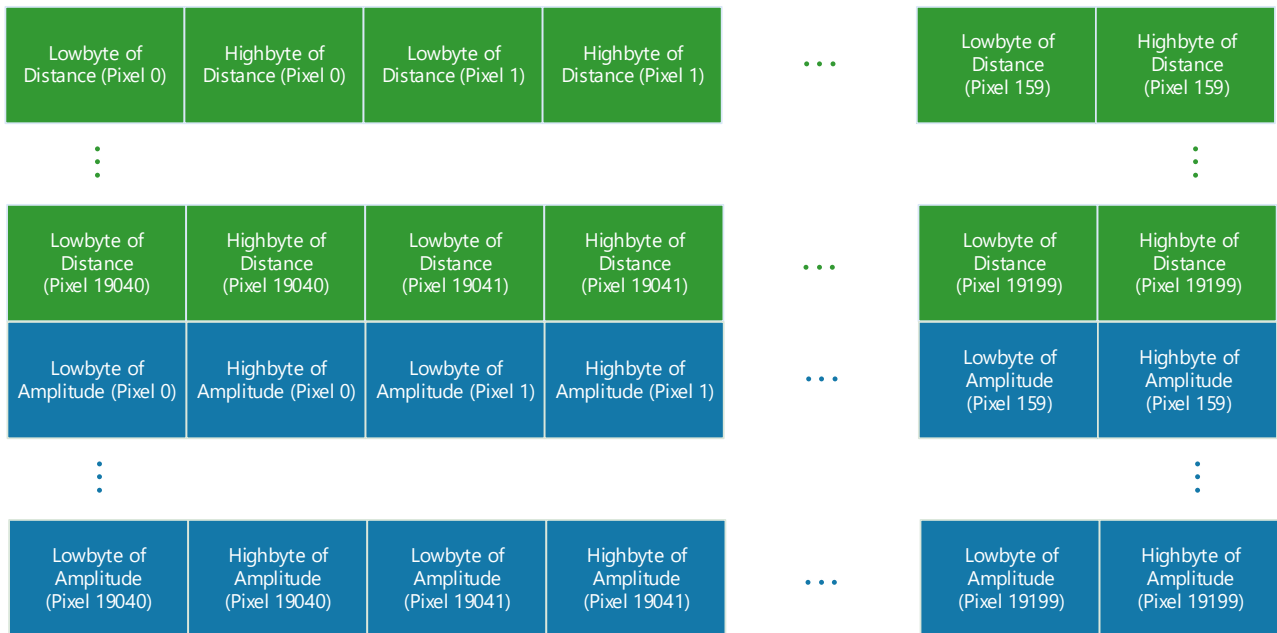 Lowbyte of
Distance (Pixel 0)
Highbyte of
Distance (Pixel 0)
Lowbyte of
Distance (Pixel 1)
Highbyte of
Distance (Pixel 1)
...
Lowbyte of
Distance
(Pixel 159)
Highbyte of
Distance
(Pixel 159)
Lowbyte of
Distance
(Pixel 19040)
Highbyte of
Distance
(Pixel 19040)
Lowbyte of
Distance
(Pixel 19041)
Highbyte of
Distance
(Pixel 19041)
...
Lowbyte of
Distance
(Pixel 19199)
Highbyte of
Distance
(Pixel 19199)
Lowbyte of
Amplitude (Pixel 0)
Highbyte of
Amplitude (Pixel 0)
Lowbyte of
Amplitude (Pixel 1)
Highbyte of
Amplitude (Pixel 1)
...
Lowbyte of
Amplitude
(Pixel 159)
Highbyte of
Amplitude
(Pixel 159)
Lowbyte of
Amplitude
(Pixel 19040)
Highbyte of
Amplitude
(Pixel 19040)
Lowbyte of
Amplitude
(Pixel 19041)
Highbyte of
Amplitude
(Pixel 19041)
...
Lowbyte of
Amplitude
(Pixel 19199)
Highbyte of
Amplitude
(Pixel 19199)